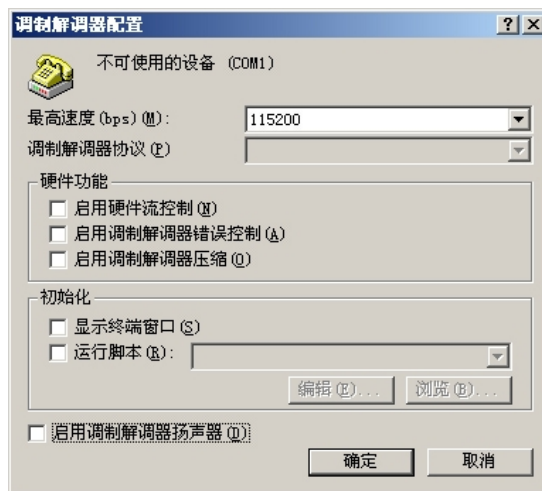 调制解调器配置
不可使用的设备 (COM1)
最高速度(bps)(M): 115200
调制解调器协议(P)
硬件功能
启用硬件流控制(N)
启用调制解调器错误控制(A)
启用调制解调器压缩(O)
初始化
显示终端窗口(S)
运行脚本(R):
编辑(E)... 浏览(B)...
启用调制解调器扬声器(D)
确定 取消